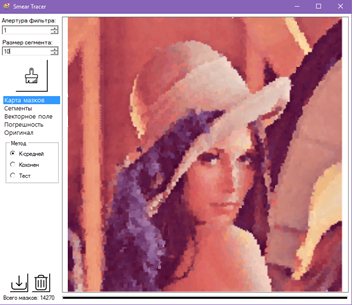 Smear Tracer
Апертура фильтра:
1
Размер сегмента:
10
Карта мазков
Сегменты
Векторное поле
Погрешность
Оригинал
Метод
К-средней
Кохонен
Тест
Всего мазков: 14270